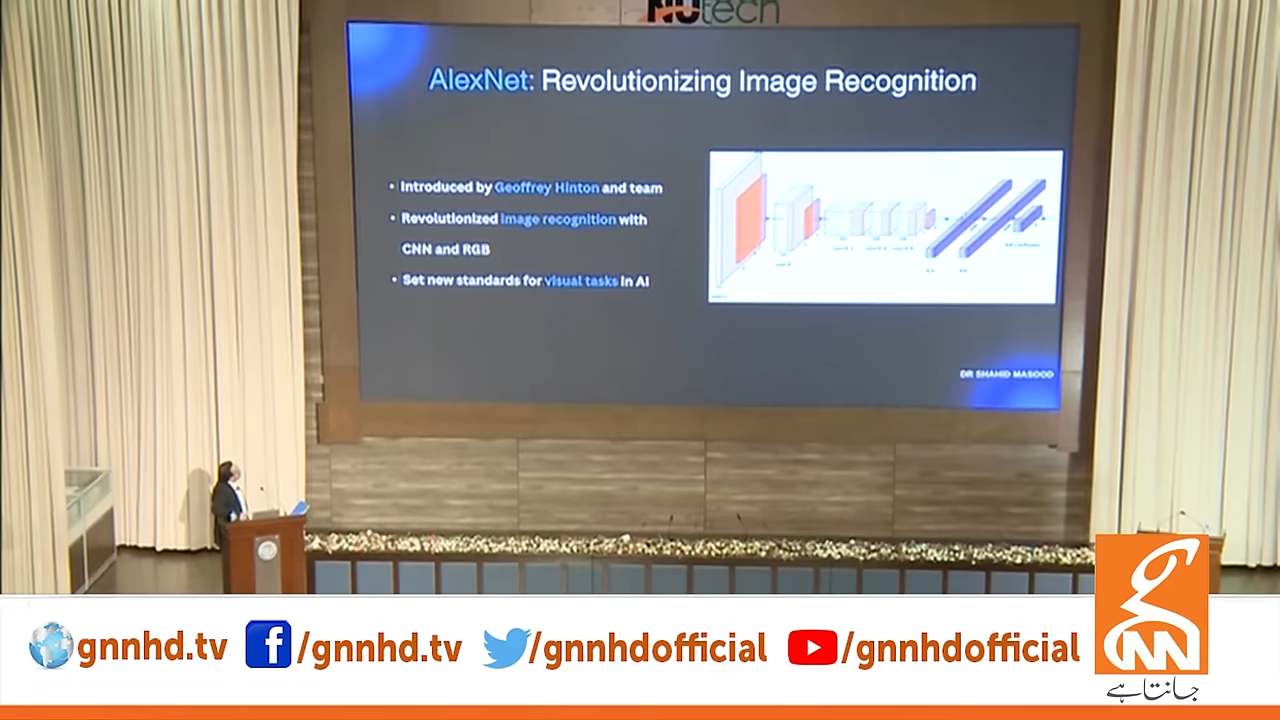 NUtech
AlexNet: Revolutionizing Image Recognition
• Introduced by Geoffrey Hinton and team
• Revolutionized image recognition with
CNN and RGB
• Set new standards for visual tasks in AI
DR SHAHID MASOOD
gnnhd.tv
/gnnhd.tv
/gnnhdofficial
/gnnhdofficial
GNN
جانتا ہے